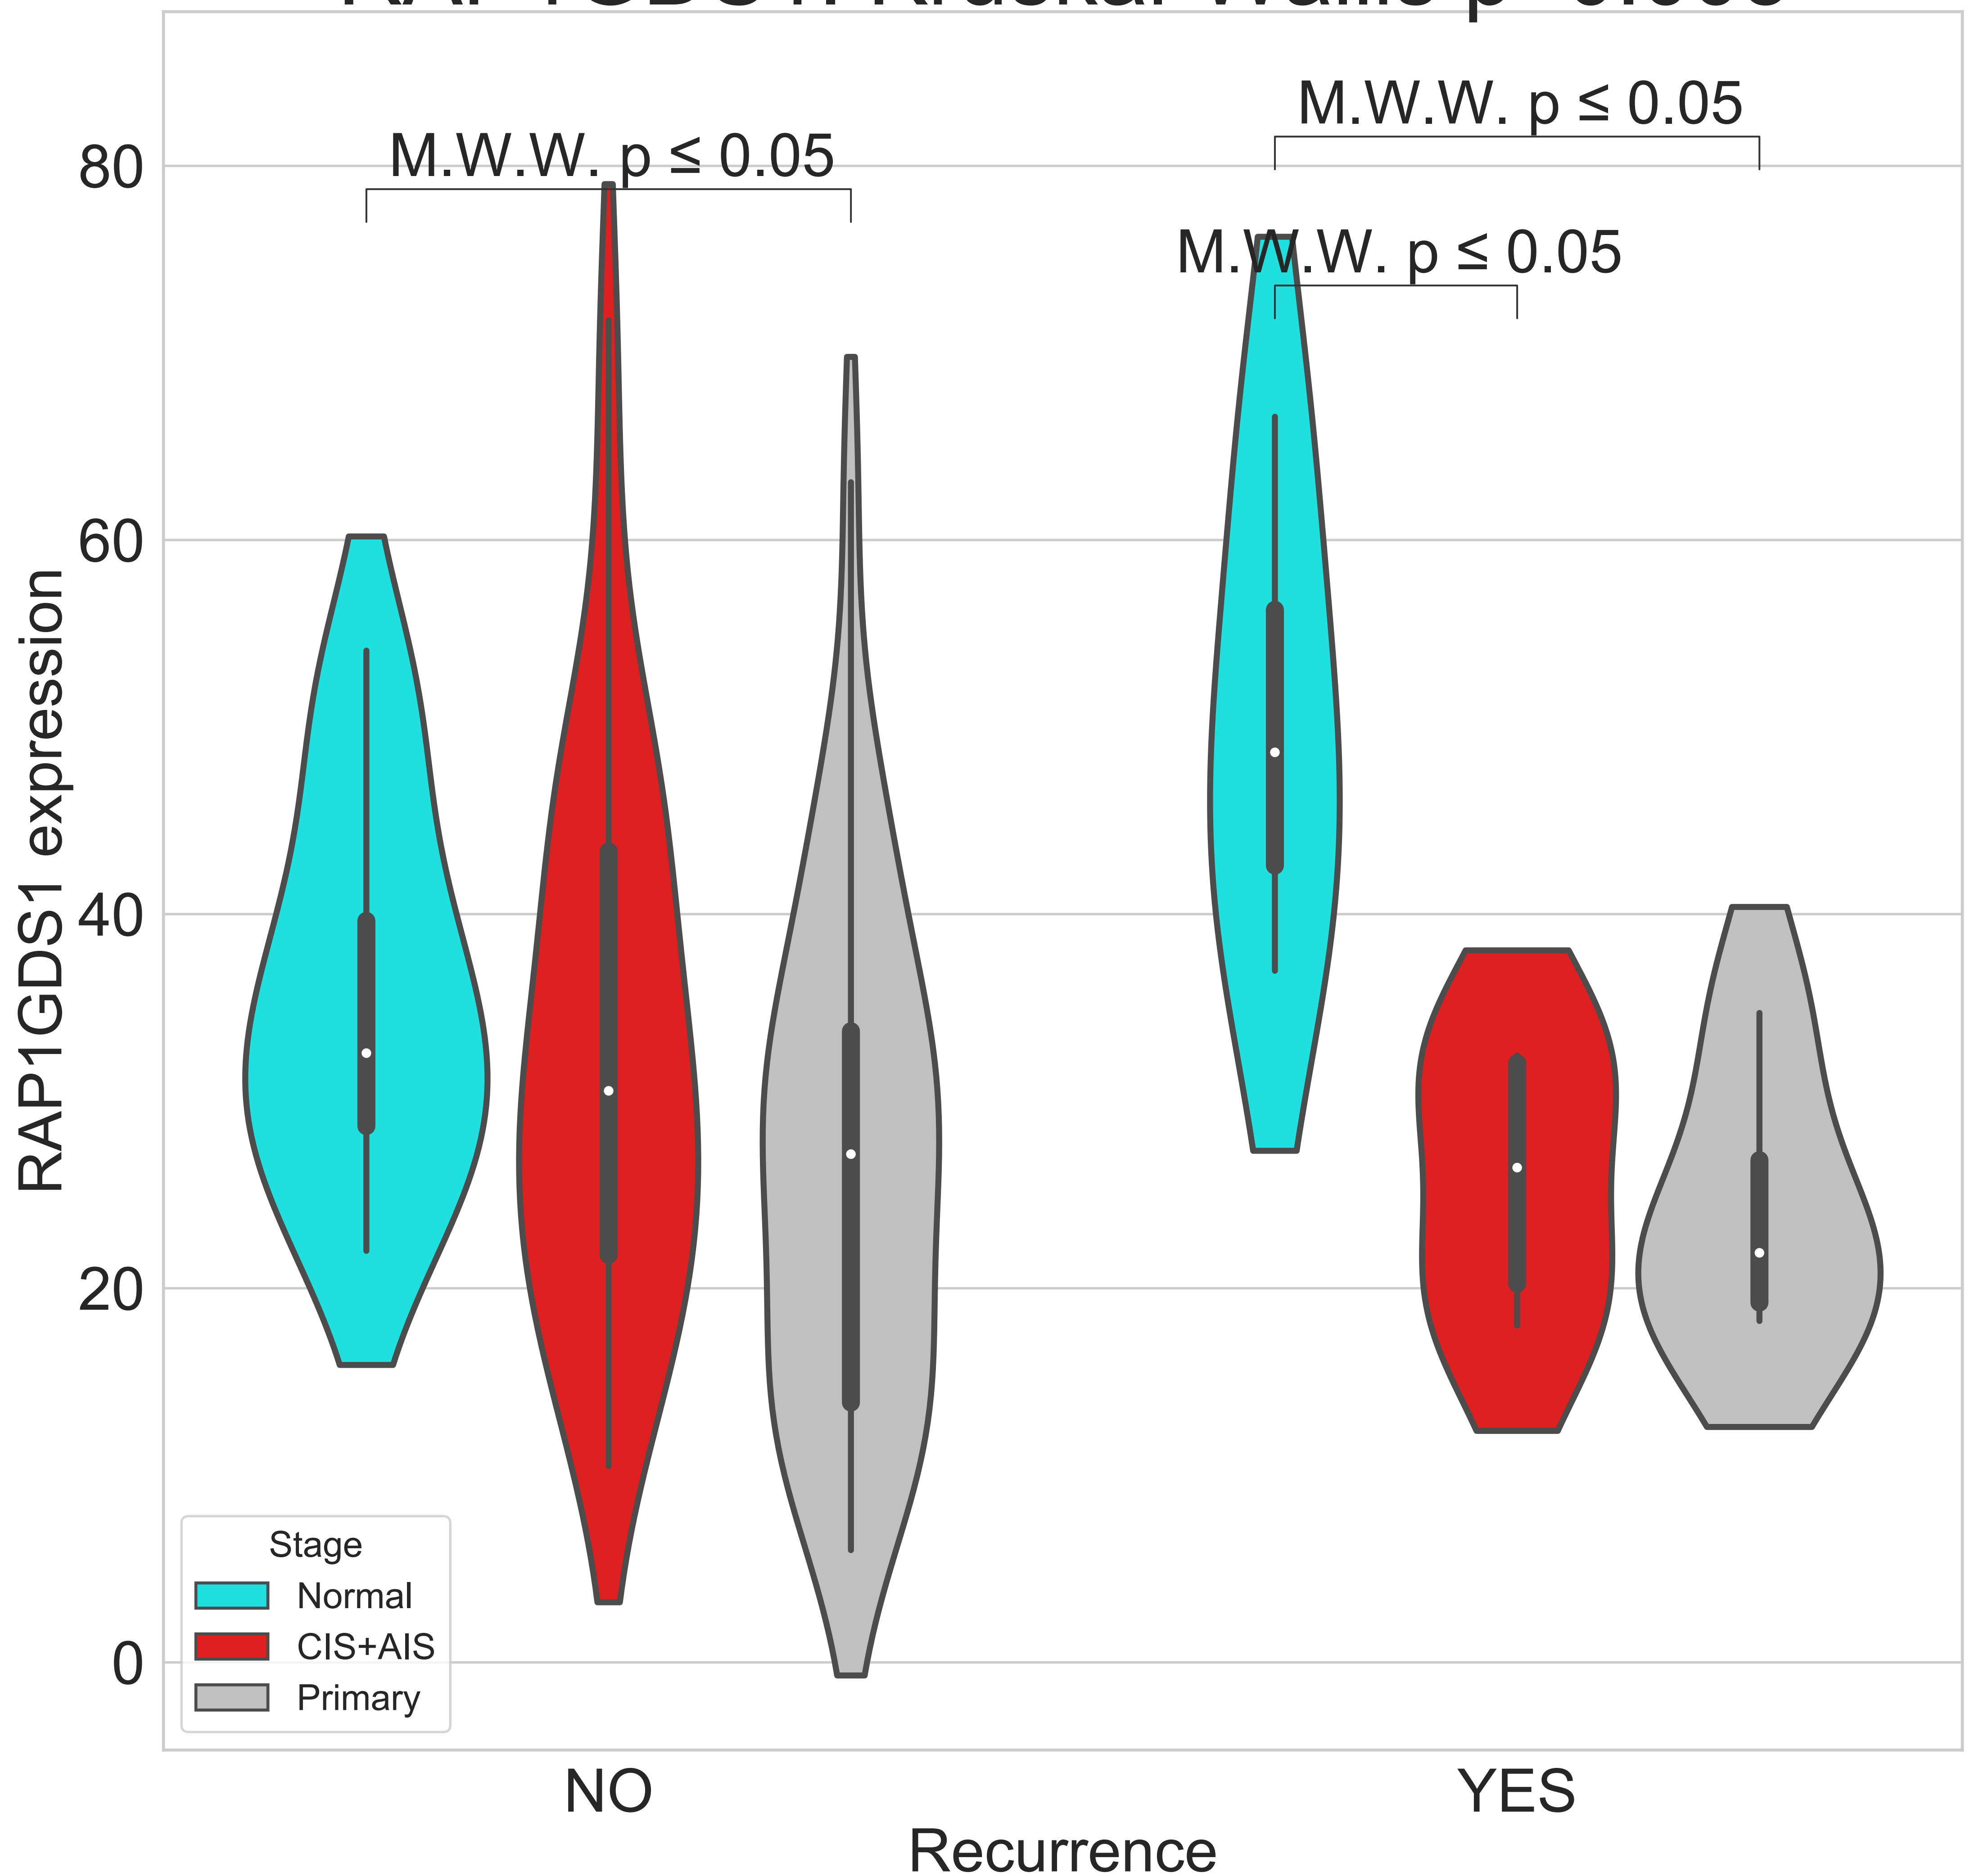 M.W.W. p ≤ 0.05
M.W.W. p ≤ 0.05
M.W.W. p ≤ 0.05
80
60
40
20
0
RAP1GDS1 expression
Stage
Normal
CIS+AIS
Primary
NO
YES
Recurrence